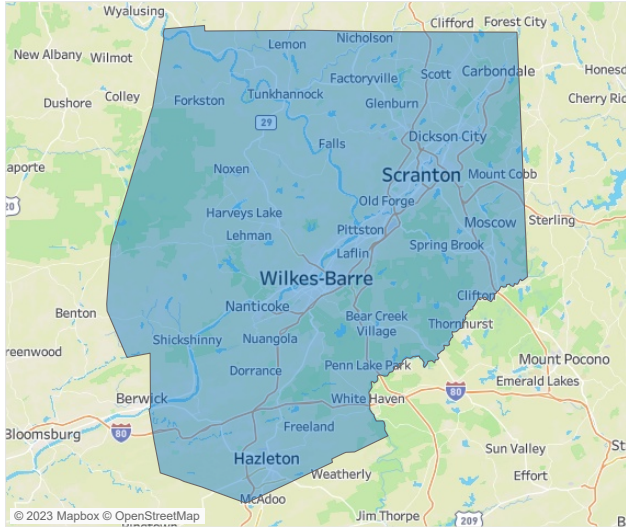 Wyalusing
Clifford
Forest City
Nicholson
Lemon
New Albany
Wilmot
Scott
Carbondale
Honesd
Factoryville
Colley
Dushore
Forkston
Tunkhannock
Glenburn
Cherry Rid
29
Falls
Dickson City
aporte
Noxen
Scranton
Mount Cobb
20
Old Forge
Harveys Lake
Moscow
Sterling
Lehman
Pittston
Spring Brook
Laflin
Wilkes-Barre
Clifton
Nanticoke
Benton
Bear Creek
Village
Thornhurst
Shickshinny
Nuangola
reenwood
Mount Pocono
Dorrance
Penn Lake Park
Emerald Lakes
80
Berwick
White Haven
Bloomsburg
80
Freeland
Sun Valley
St
Hazleton
Weatherly
Effort
McAdoo
Jim Thorpe
209
© 2023 Mapbox © OpenStreetMap